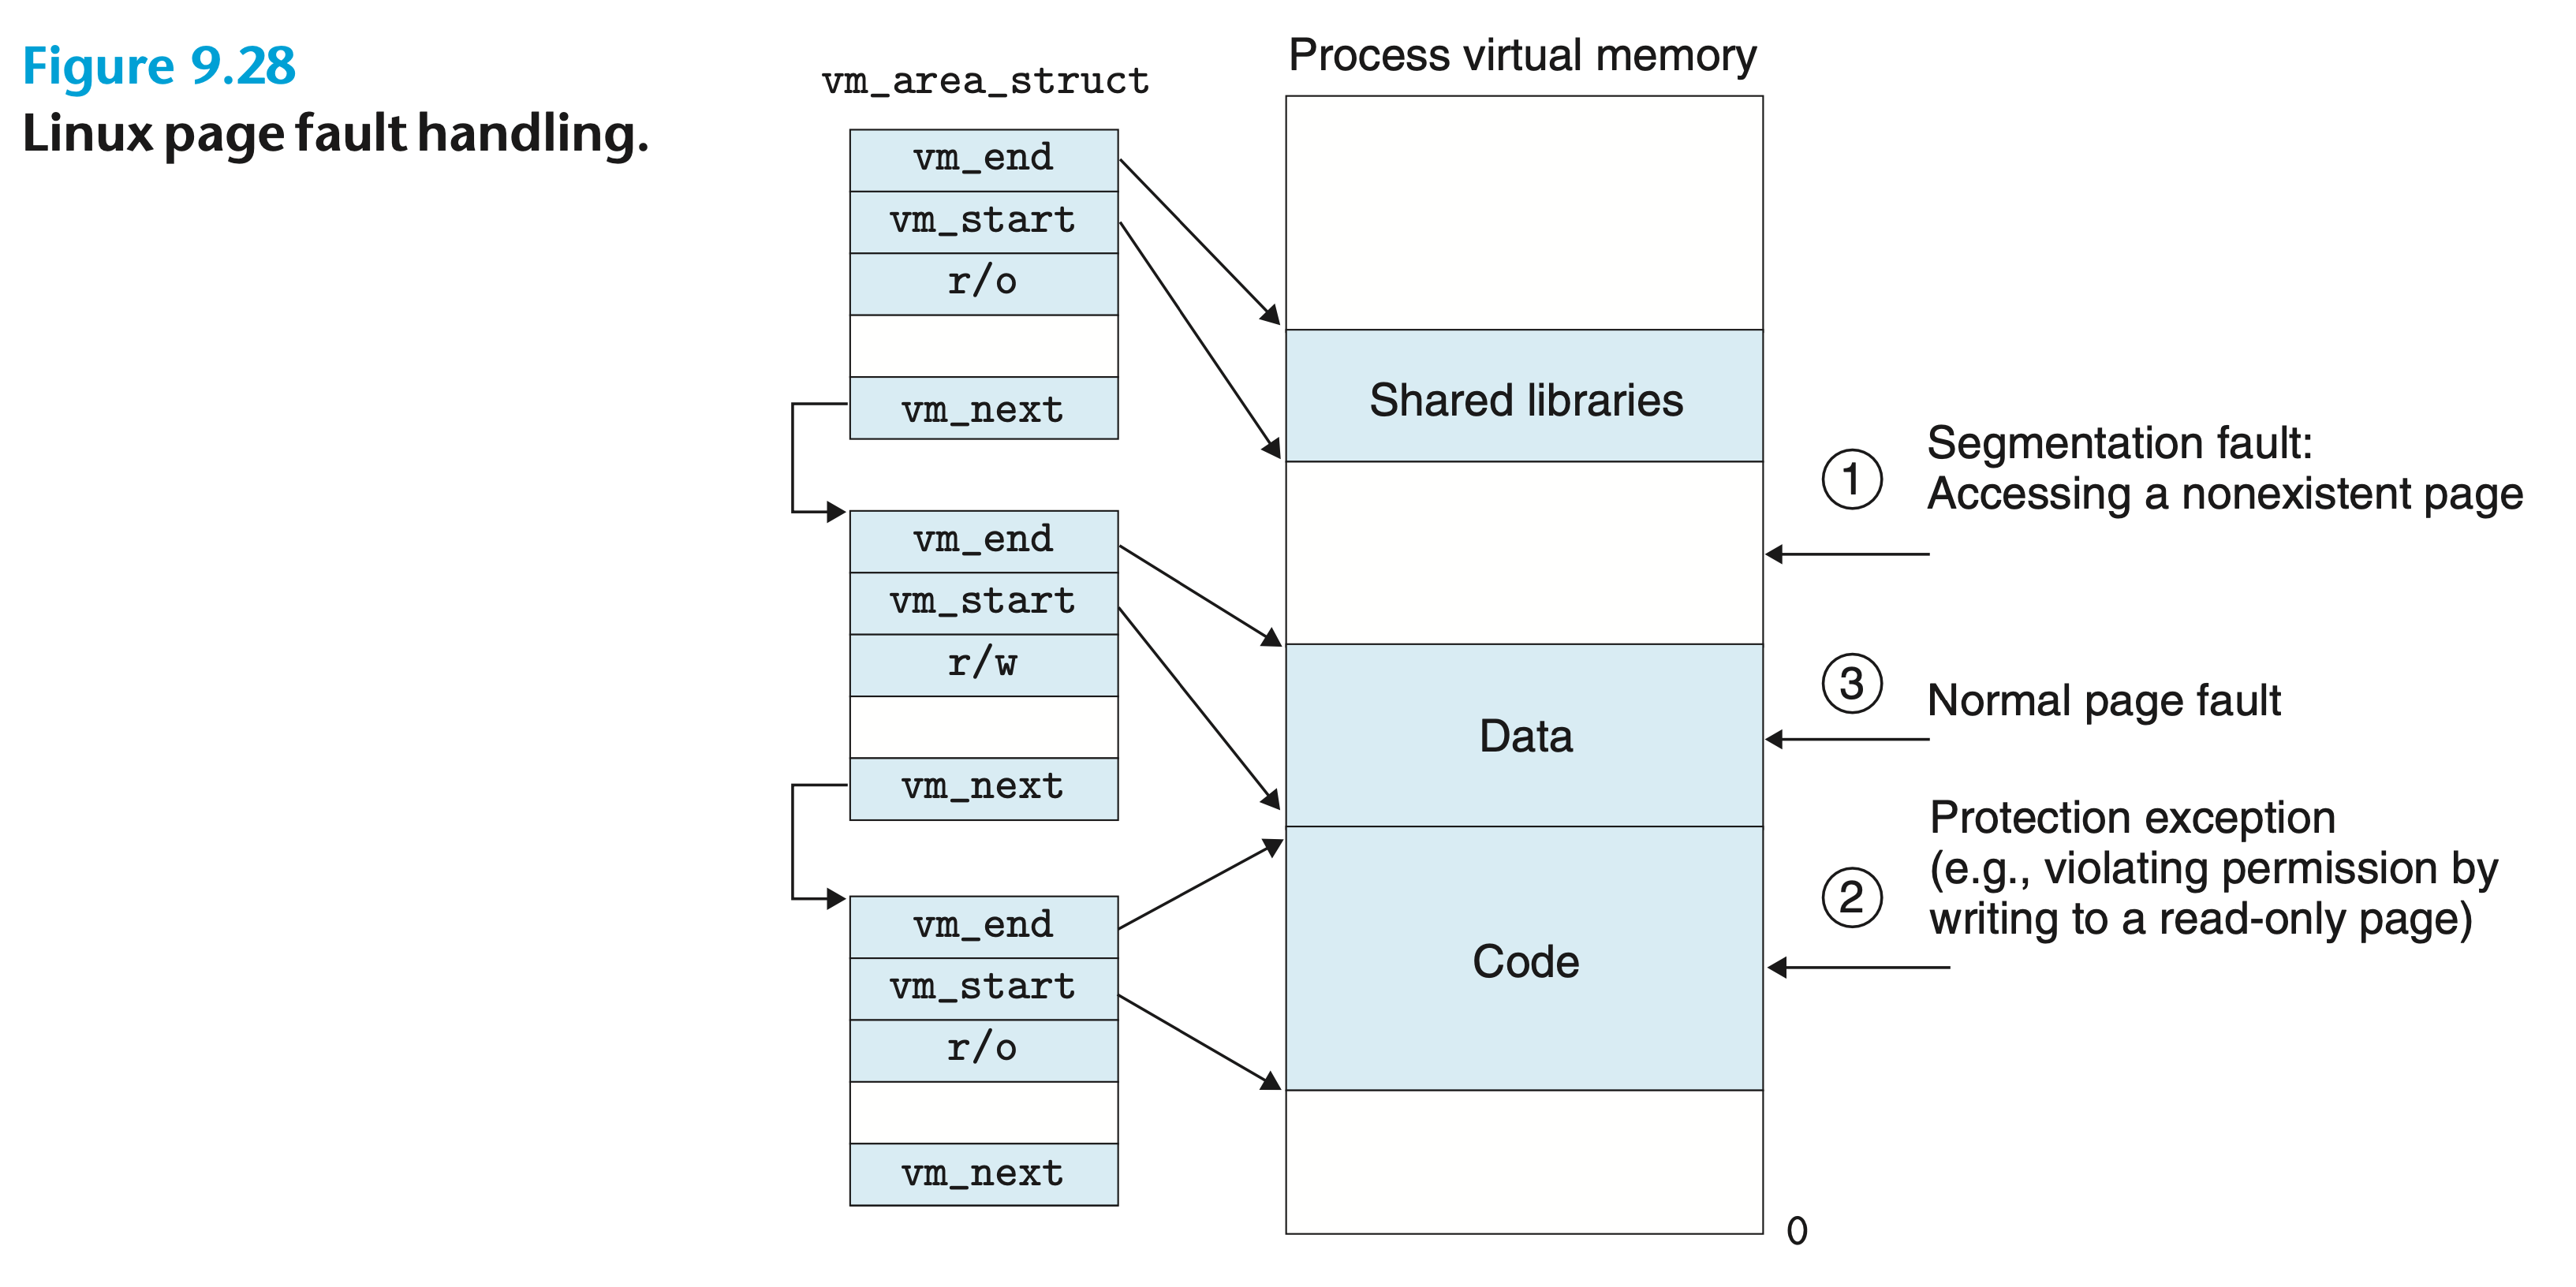 Figure 9.28
Linux page fault handling.
vm_area_struct
vm_end
vm_start
r/o
vm_next
vm_end
vm_start
r/w
vm_next
vm_end
vm_start
r/o
vm_next
Process virtual memory
Shared libraries
Data
Code
0
1
Segmentation fault:
Accessing a nonexistent page
3
Normal page fault
2
Protection exception
(e.g., violating permission by
writing to a read-only page)